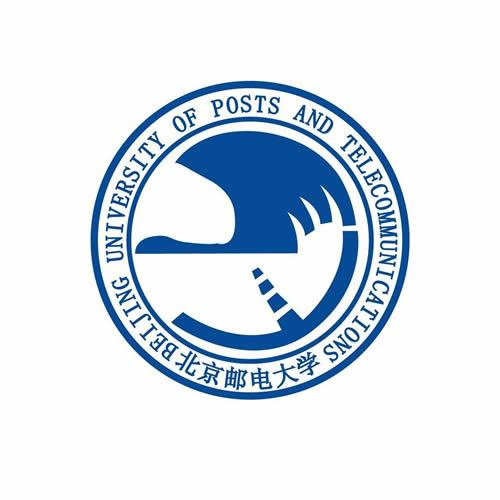 BEIJING UNIVERSITY OF POSTS AND TELECOMMUNICATIONS
北京邮电大学